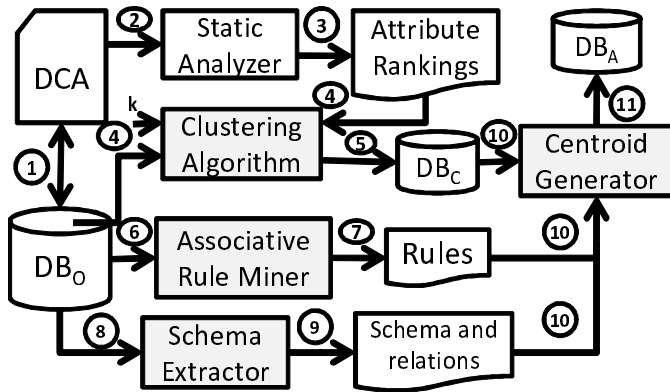 2
3
Static
Analyzer
Attribute
Rankings
DB_A
DCA
4
k
4
11
Clustering
Algorithm
5
10
DB_C
Centroid
Generator
1
6
7
10
DB_O
Associative
Rule Miner
Rules
8
9
10
Schema
Extractor
Schema and
relations